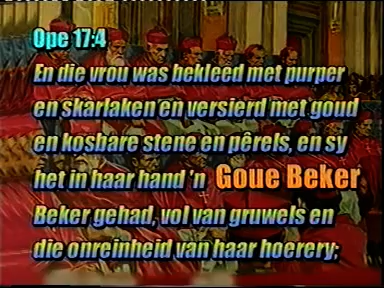 Ope 17:4
En die vrou was bekleed met purper
en skarlaken en versierd met goud
en kosbare stene en pêrels, en sy
het in haar hand 'n Goue Beker
Beker gehad, vol van gruwels en
die onreinheid van haar hoerery;